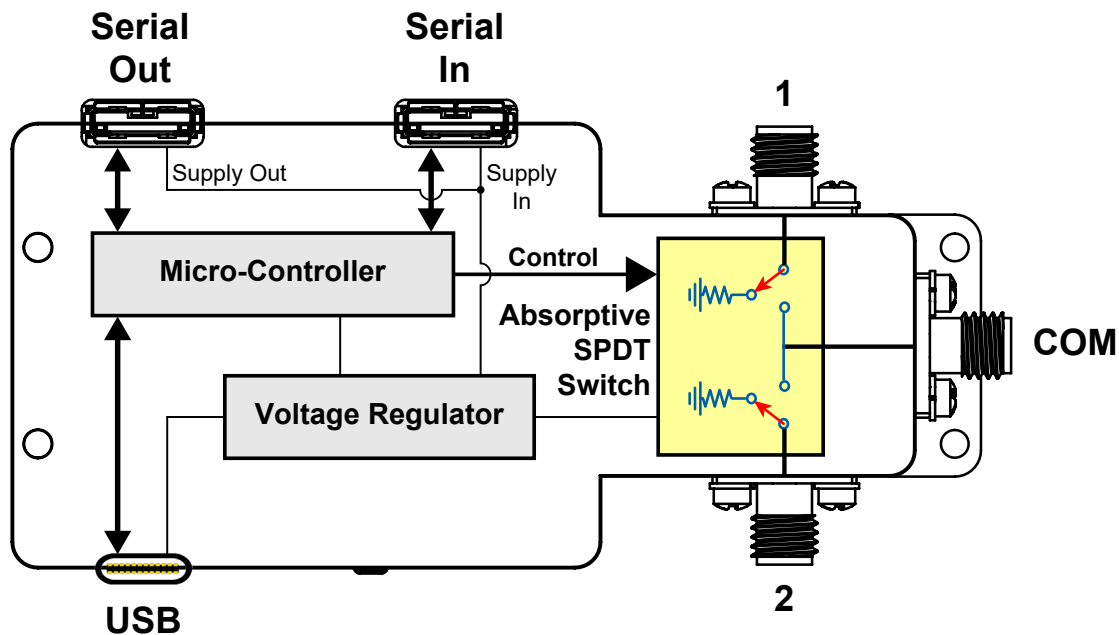 Serial
Out
Serial
In
1
Supply Out
Supply
In
Micro-Controller
Control
Absorptive
SPDT
Switch
COM
Voltage Regulator
USB
2